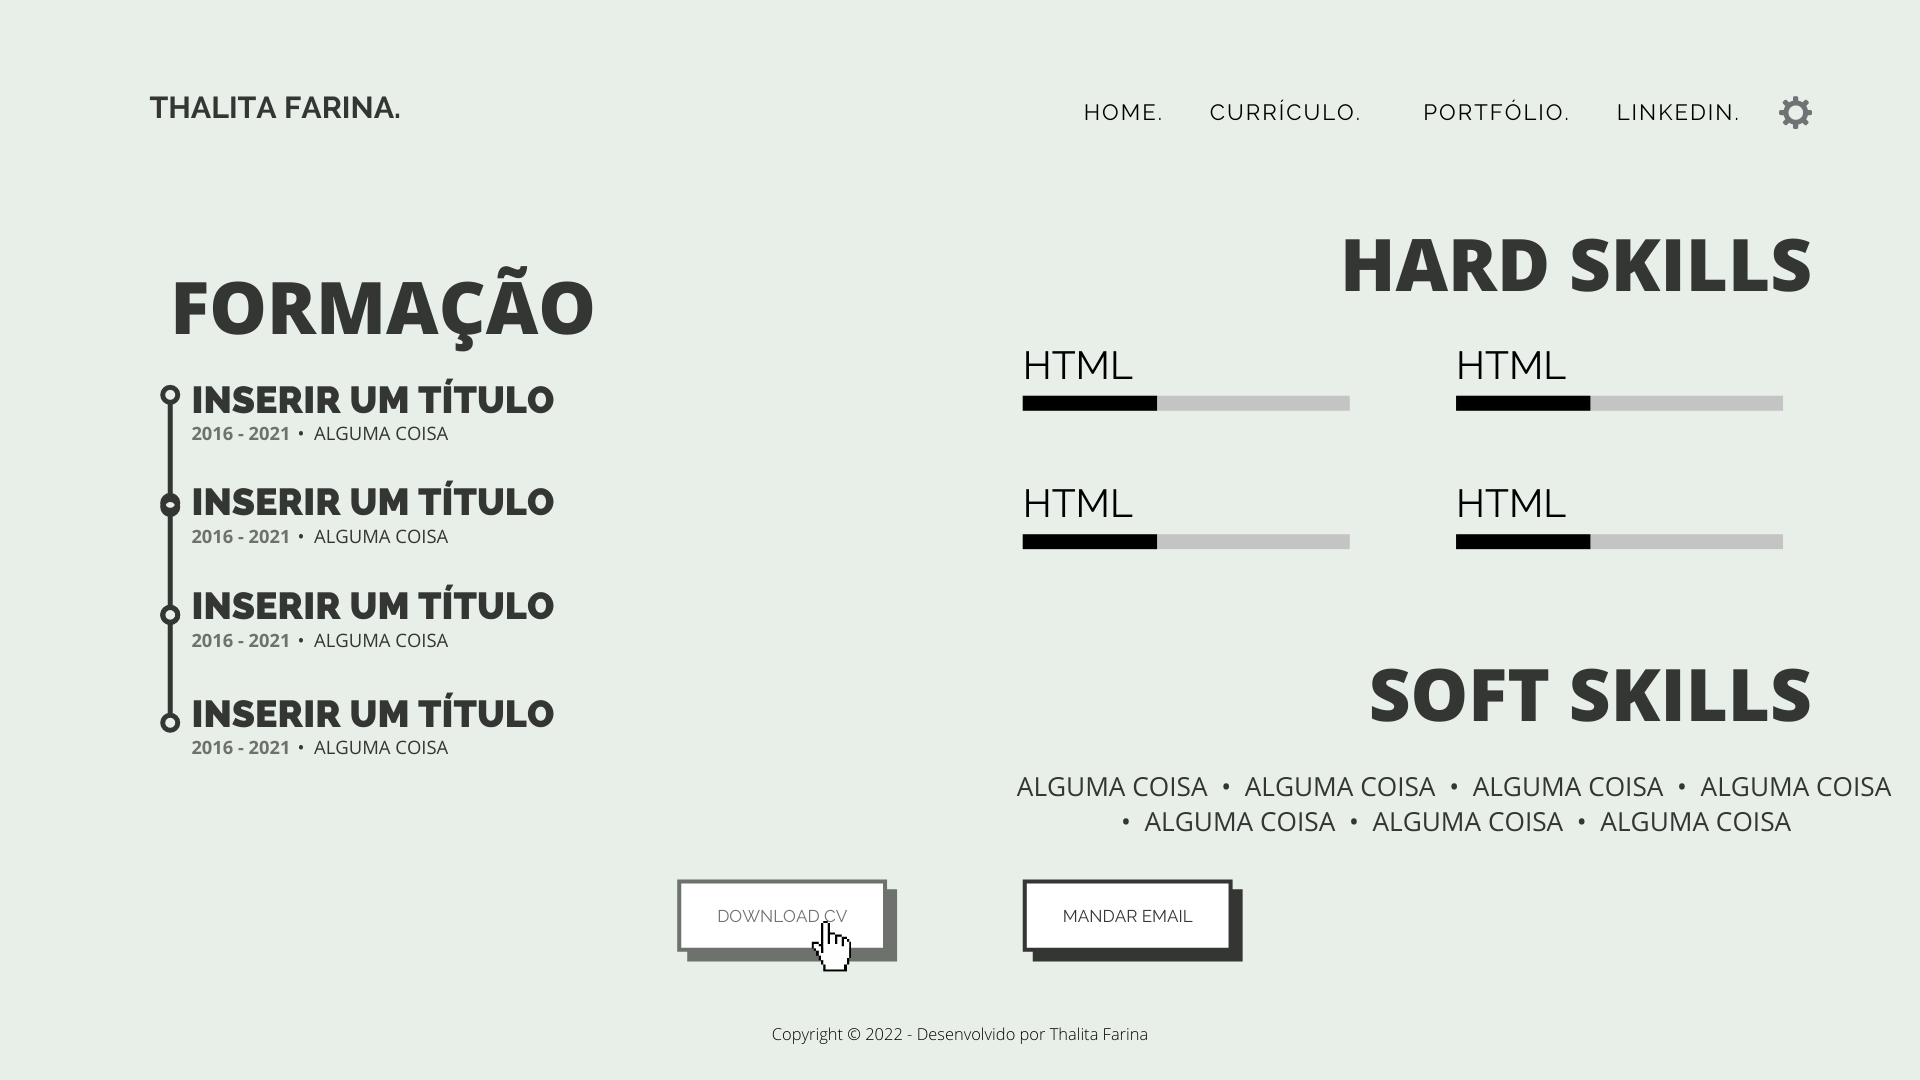 THALITA FARINA.
HOME. CURRÍCULO. PORTFÓLIO. LINKEDIN.
FORMAÇÃO
INSERIR UM TÍTULO
2016 - 2021 • ALGUMA COISA
INSERIR UM TÍTULO
2016 - 2021 • ALGUMA COISA
INSERIR UM TÍTULO
2016 - 2021 • ALGUMA COISA
INSERIR UM TÍTULO
2016 - 2021 • ALGUMA COISA
HARD SKILLS
HTML
HTML
HTML
HTML
SOFT SKILLS
ALGUMA COISA • ALGUMA COISA • ALGUMA COISA • ALGUMA COISA
• ALGUMA COISA • ALGUMA COISA • ALGUMA COISA
DOWNLOAD CV
MANDAR EMAIL
Copyright © 2022 - Desenvolvido por Thalita Farina